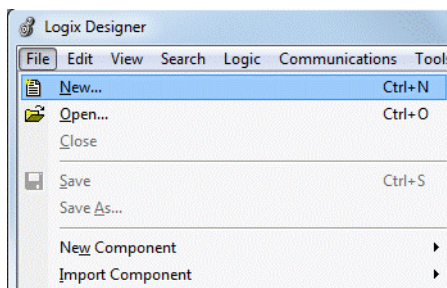 Logix Designer
File Edit View Search Logic Communications Tools
New... Ctrl+N
Open... Ctrl+O
Close
Save Ctrl+S
Save As...
New Component
Import Component